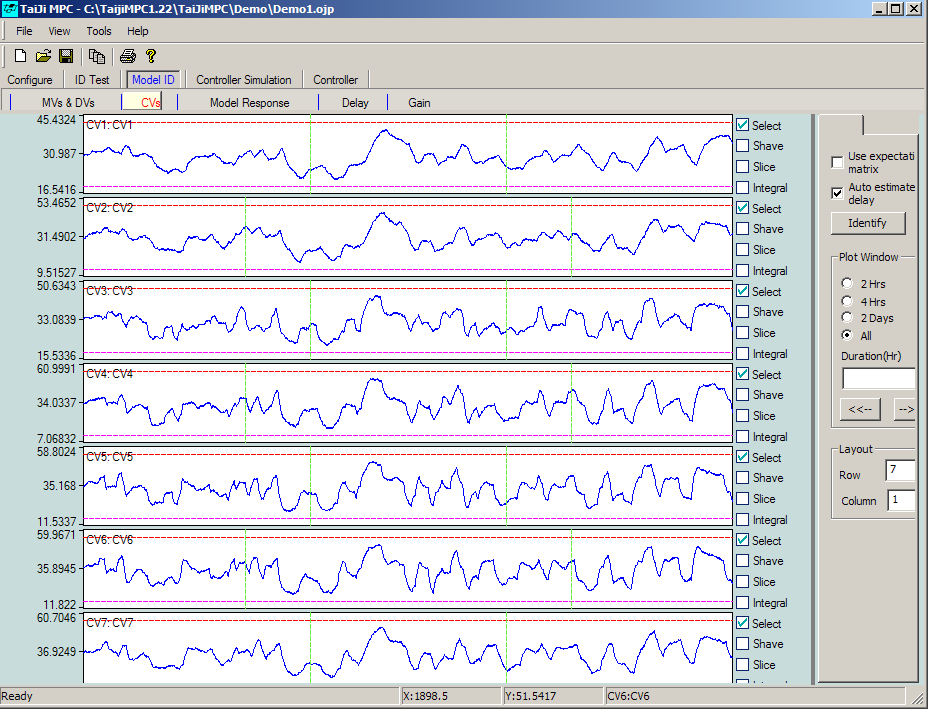 TaiJi MPC - C:\TaijiMPC1.22\TaiJiMPC\Demo\Demo1.ojp
File View Tools Help
Configure ID Test Model ID Controller Simulation Controller
MVs & DVs CVs Model Response Delay Gain
45.4324
CV1: CV1
30.987
16.5416
Select
Shave
Slice
Integral
53.4652
CV2: CV2
31.4902
9.51527
Select
Shave
Slice
Integral
50.6343
CV3: CV3
33.0839
15.5336
Select
Shave
Slice
Integral
60.9991
CV4: CV4
34.0337
7.06832
Select
Shave
Slice
Integral
58.8024
CV5: CV5
35.168
11.5337
Select
Shave
Slice
Integral
59.9671
CV6: CV6
35.8945
11.822
Select
Shave
Slice
Integral
60.7046
CV7: CV7
36.9249
Select
Shave
Slice
Use expectati
matrix
Auto estimate
delay
Identify
Plot Window
2 Hrs
4 Hrs
2 Days
All
Duration(Hr)
<<-- -->
Layout
Row 7
Column 1
Ready X:1898.5 Y:51.5417 CV6:CV6